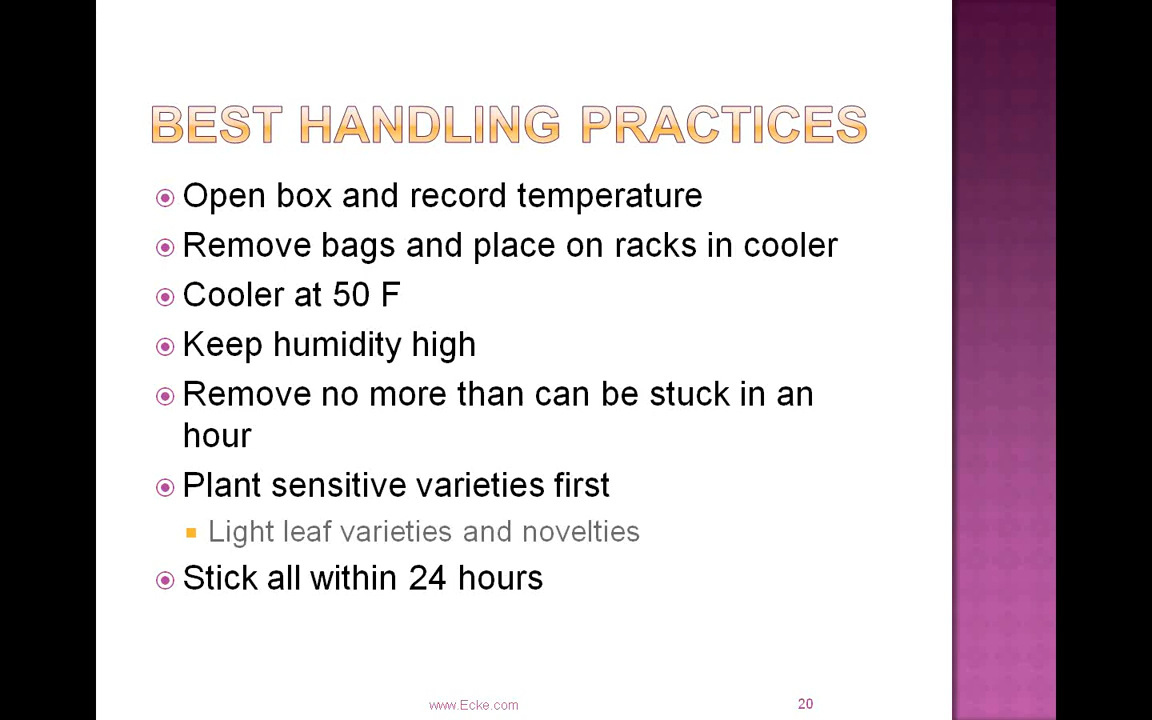 BEST HANDLING PRACTICES
Open box and record temperature
Remove bags and place on racks in cooler
Cooler at 50 F
Keep humidity high
Remove no more than can be stuck in an
hour
Plant sensitive varieties first
Light leaf varieties and novelties
Stick all within 24 hours
www.Ecke.com
20